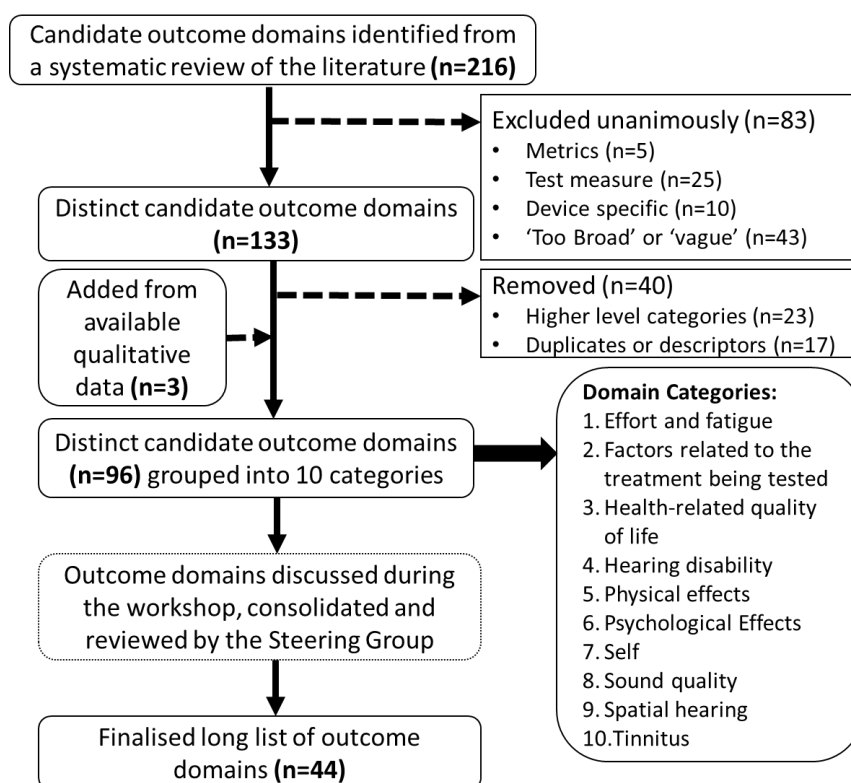 Candidate outcome domains identified from
a systematic review of the literature (n=216)
Excluded unanimously (n=83)
• Metrics (n=5)
• Test measure (n=25)
• Device specific (n=10)
• ‘Too Broad’ or ‘vague’ (n=43)
Distinct candidate outcome domains
(n=133)
Added from
available
qualitative
data (n=3)
Removed (n=40)
• Higher level categories (n=23)
• Duplicates or descriptors (n=17)
Distinct candidate outcome domains
(n=96) grouped into 10 categories
Domain Categories:
1. Effort and fatigue
2. Factors related to the
treatment being tested
3. Health-related quality
of life
4. Hearing disability
5. Physical effects
6. Psychological Effects
7. Self
8. Sound quality
9. Spatial hearing
10.Tinnitus
Outcome domains discussed during
the workshop, consolidated and
reviewed by the Steering Group
Finalised long list of outcome
domains (n=44)